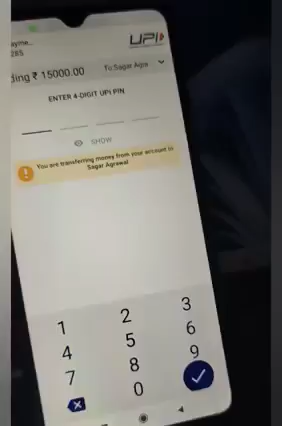 UPI
ding ₹ 15000.00 To: Sagar Agra
ENTER 4-DIGIT UPI PIN
SHOW
You are transferring money from your account to
Sagar Agrawal
1 2 3
4 5 6
7 8 9
0